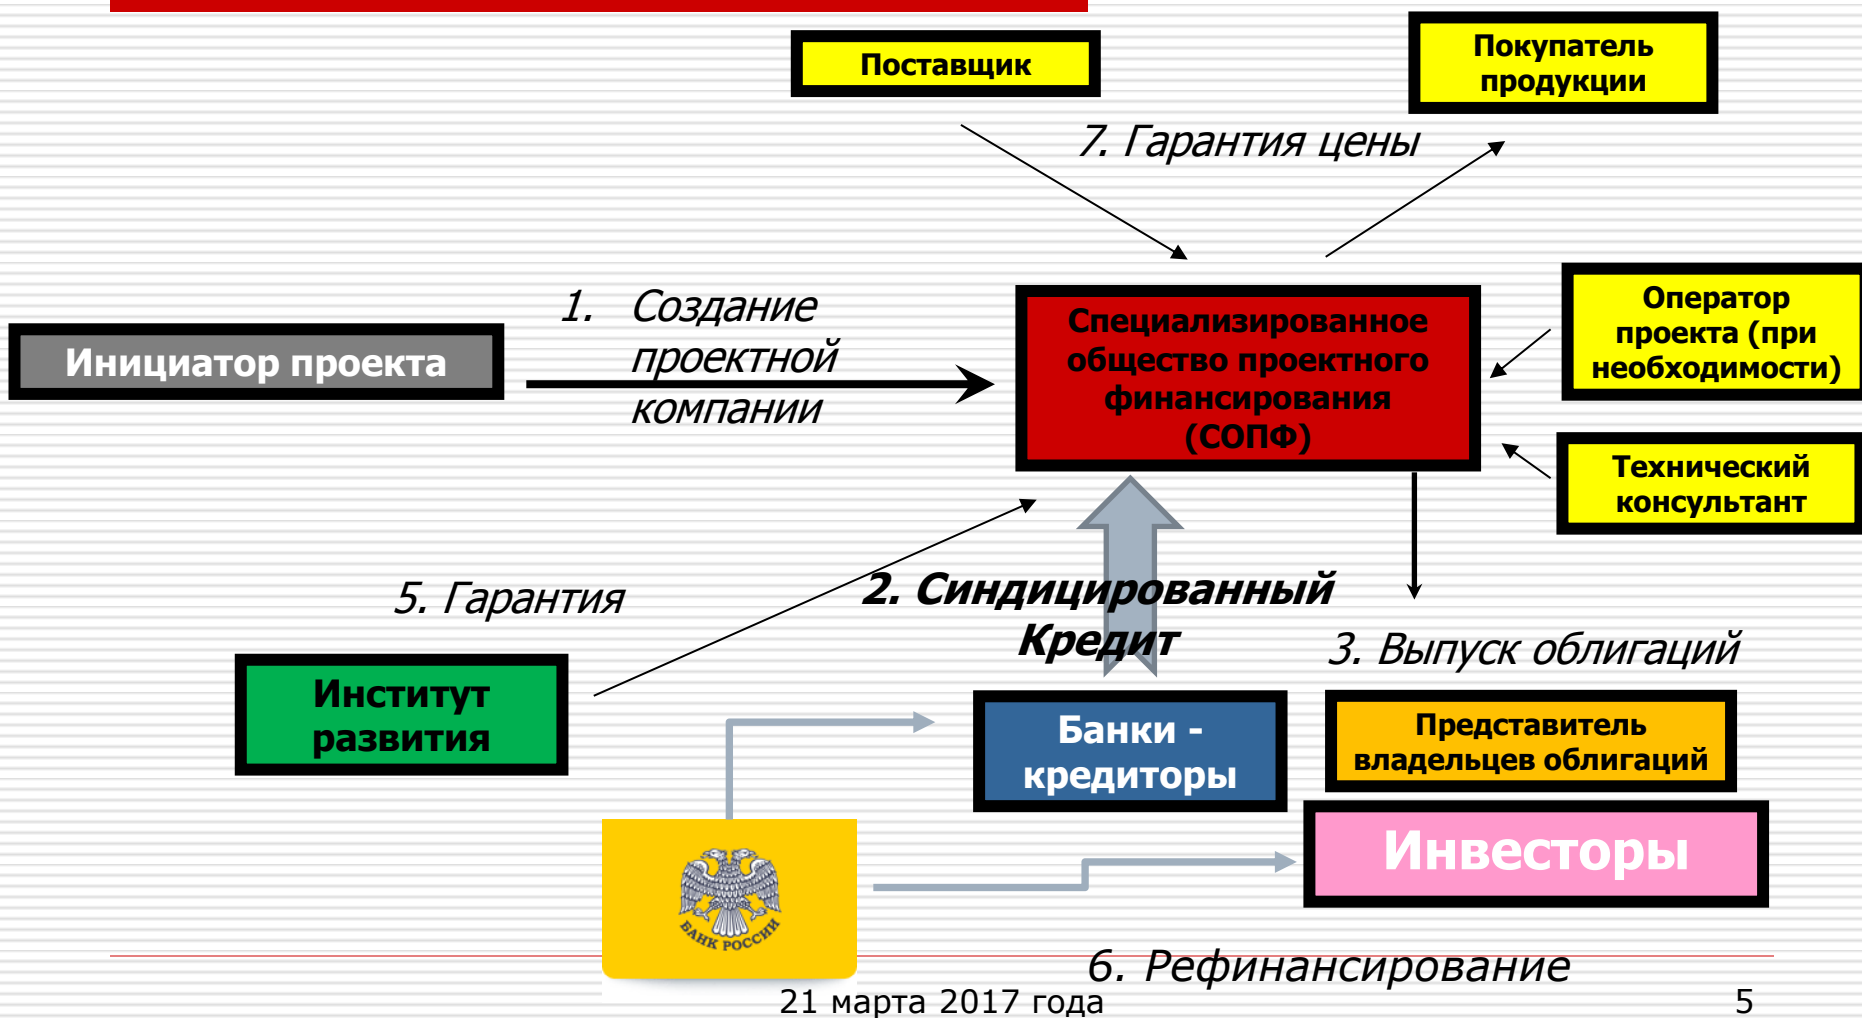 Поставщик
Покупатель
продукции
7. Гарантия цены
Инициатор проекта
1. Создание
проектной
компании
Специализированное
общество проектного
финансирования
(СОПФ)
Оператор
проекта (при
необходимости)
Технический
консультант
5. Гарантия
2. Синдицированный
Кредит
3. Выпуск облигаций
Институт
развития
Банки -
кредиторы
Представитель
владельцев облигаций
Инвесторы
БАНК РОССИИ
6. Рефинансирование
21 марта 2017 года
5